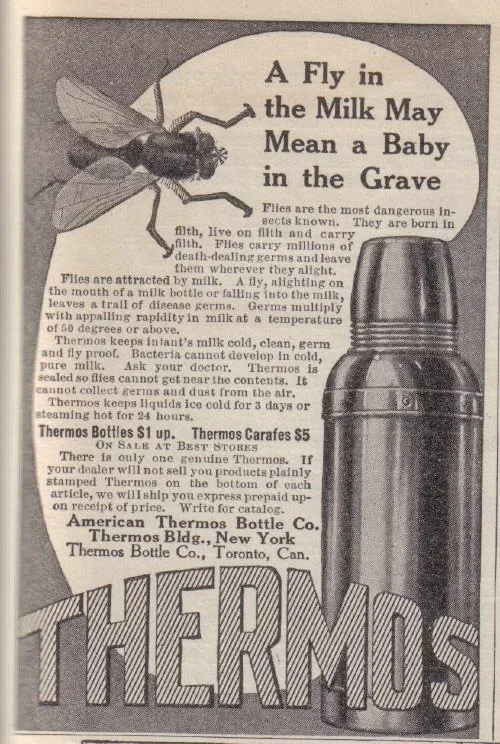 A Fly in
the Milk May
Mean a Baby
in the Grave
Flies are the most dangerous in-
sects known. They are born in
filth, live on filth and carry
filth. Flies carry millions of
death-dealing germs and leave
them wherever they alight.
Flies are attracted by milk. A fly, alighting on
the mouth of a milk bottle or falling into the milk,
leaves a trail of disease germs. Germs multiply
with appalling rapidity in milk at a temperature
of 50 degrees or above.
Thermos keeps infant's milk cold, clean, germ
and fly proof. Bacteria cannot develop in cold,
pure milk. Ask your doctor. Thermos is
sealed so flies cannot get near the contents. It
cannot collect germs and dust from the air.
Thermos keeps liquids ice cold for 3 days or
steaming hot for 24 hours.
Thermos Bottles $1 up. Thermos Carafes $5
ON SALE AT BEST STORES
There is only one genuine Thermos. If
your dealer will not sell you products plainly
stamped Thermos on the bottom of each
article, we will ship you express prepaid up-
on receipt of price. Write for catalog.
American Thermos Bottle Co.
Thermos Bldg., New York
Thermos Bottle Co., Toronto, Can.
THERMOS